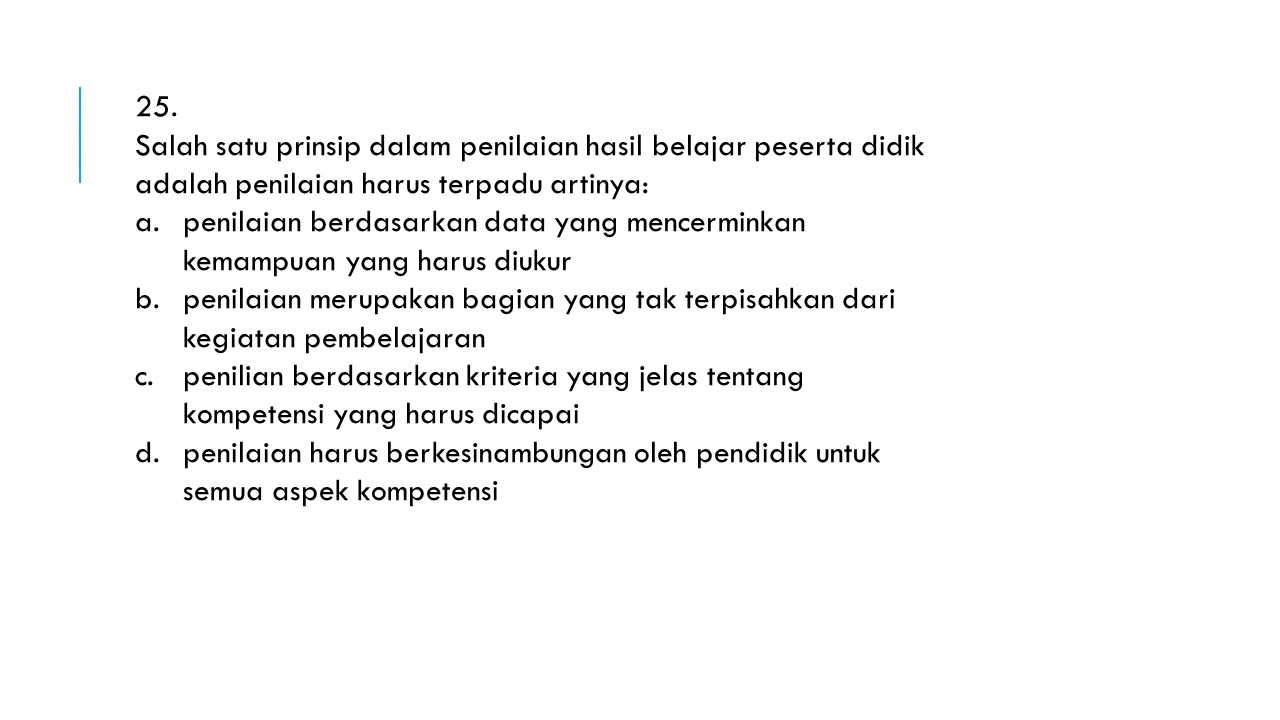 25.
Salah satu prinsip dalam penilaian hasil belajar peserta didik
adalah penilaian harus terpadu artinya:
a. penilaian berdasarkan data yang mencerminkan
kemampuan yang harus diukur
b. penilaian merupakan bagian yang tak terpisahkan dari
kegiatan pembelajaran
c. penilian berdasarkan kriteria yang jelas tentang
kompetensi yang harus dicapai
d. penilaian harus berkesinambungan oleh pendidik untuk
semua aspek kompetensi